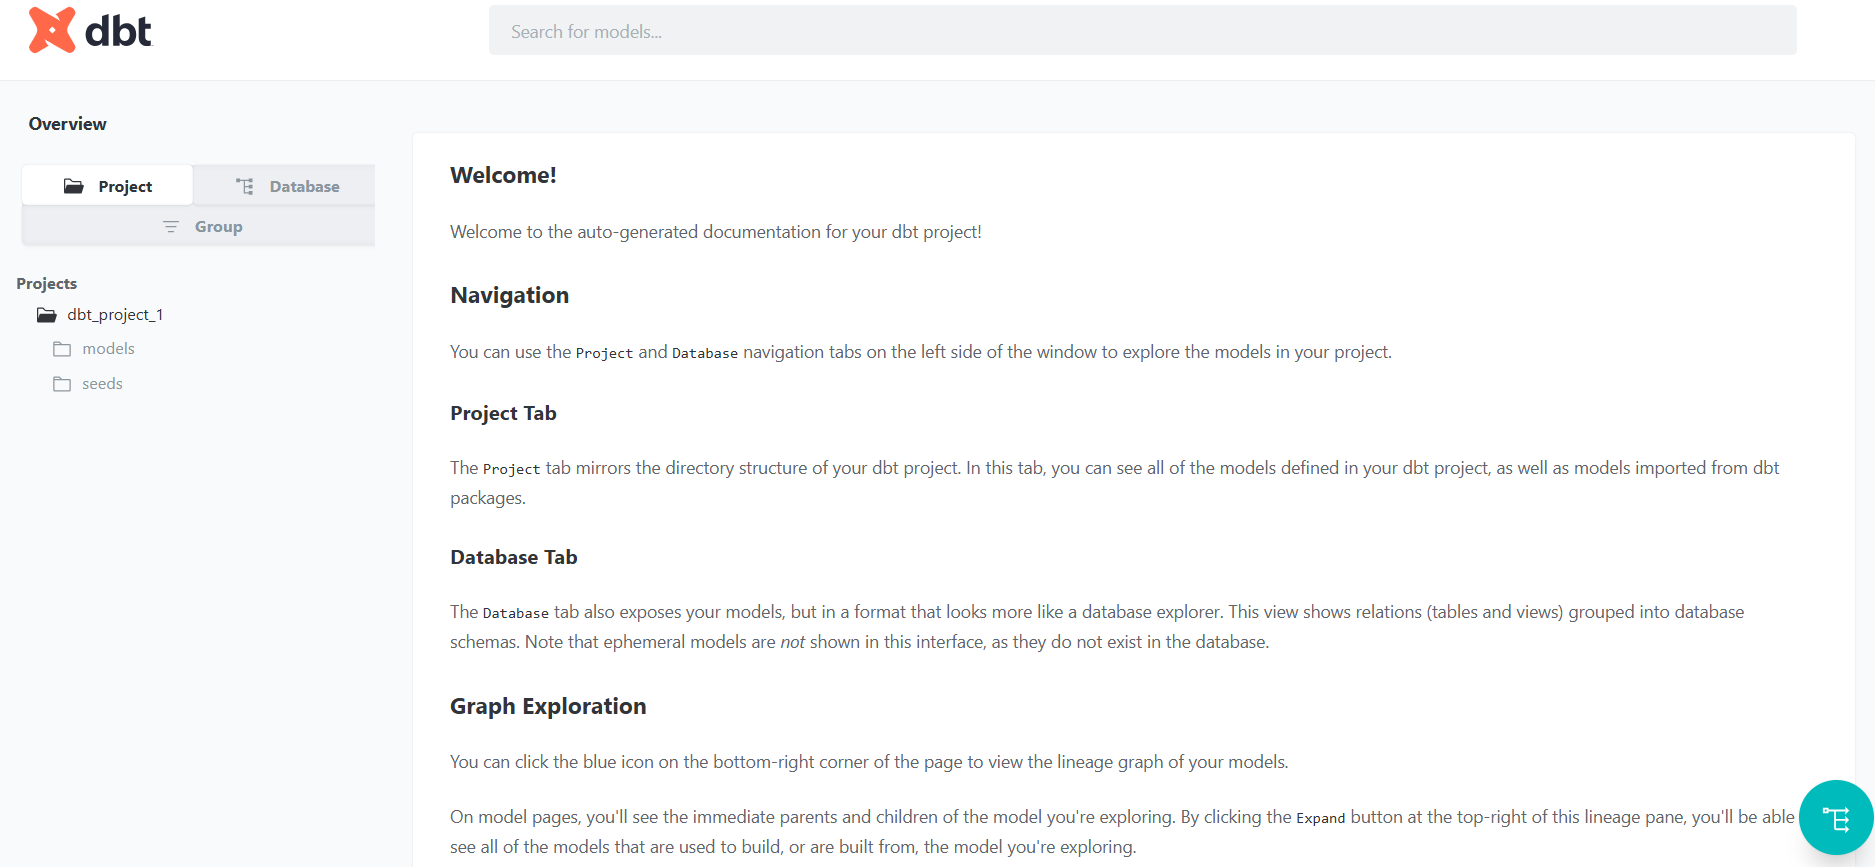 dbt
Search for models...
Overview
Project
Database
Group
Projects
dbt_project_1
models
seeds
Welcome!
Welcome to the auto-generated documentation for your dbt project!
Navigation
You can use the Project and Database navigation tabs on the left side of the window to explore the models in your project.
Project Tab
The Project tab mirrors the directory structure of your dbt project. In this tab, you can see all of the models defined in your dbt project, as well as models imported from dbt
packages.
Database Tab
The Database tab also exposes your models, but in a format that looks more like a database explorer. This view shows relations (tables and views) grouped into database
schemas. Note that ephemeral models are not shown in this interface, as they do not exist in the database.
Graph Exploration
You can click the blue icon on the bottom-right corner of the page to view the lineage graph of your models.
On model pages, you'll see the immediate parents and children of the model you're exploring. By clicking the Expand button at the top-right of this lineage pane, you'll be able
see all of the models that are used to build, or are built from, the model you're exploring.